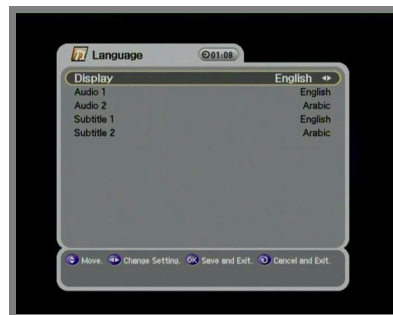 Language 01:08
Display English
Audio 1 English
Audio 2 Arabic
Subtitle 1 English
Subtitle 2 Arabic
Move. Change Setting. OK Save and Exit. Cancel and Exit.